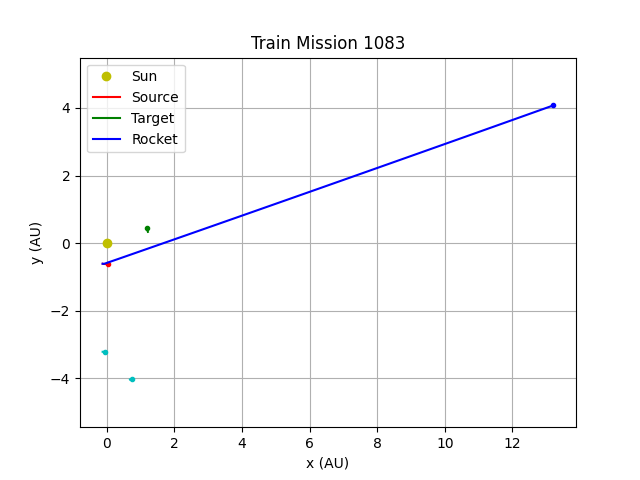 Train Mission 1083
Sun
Source
Target
Rocket
4
2
0
−2
−4
y (AU)
0
2
4
6
8
10
12
x (AU)